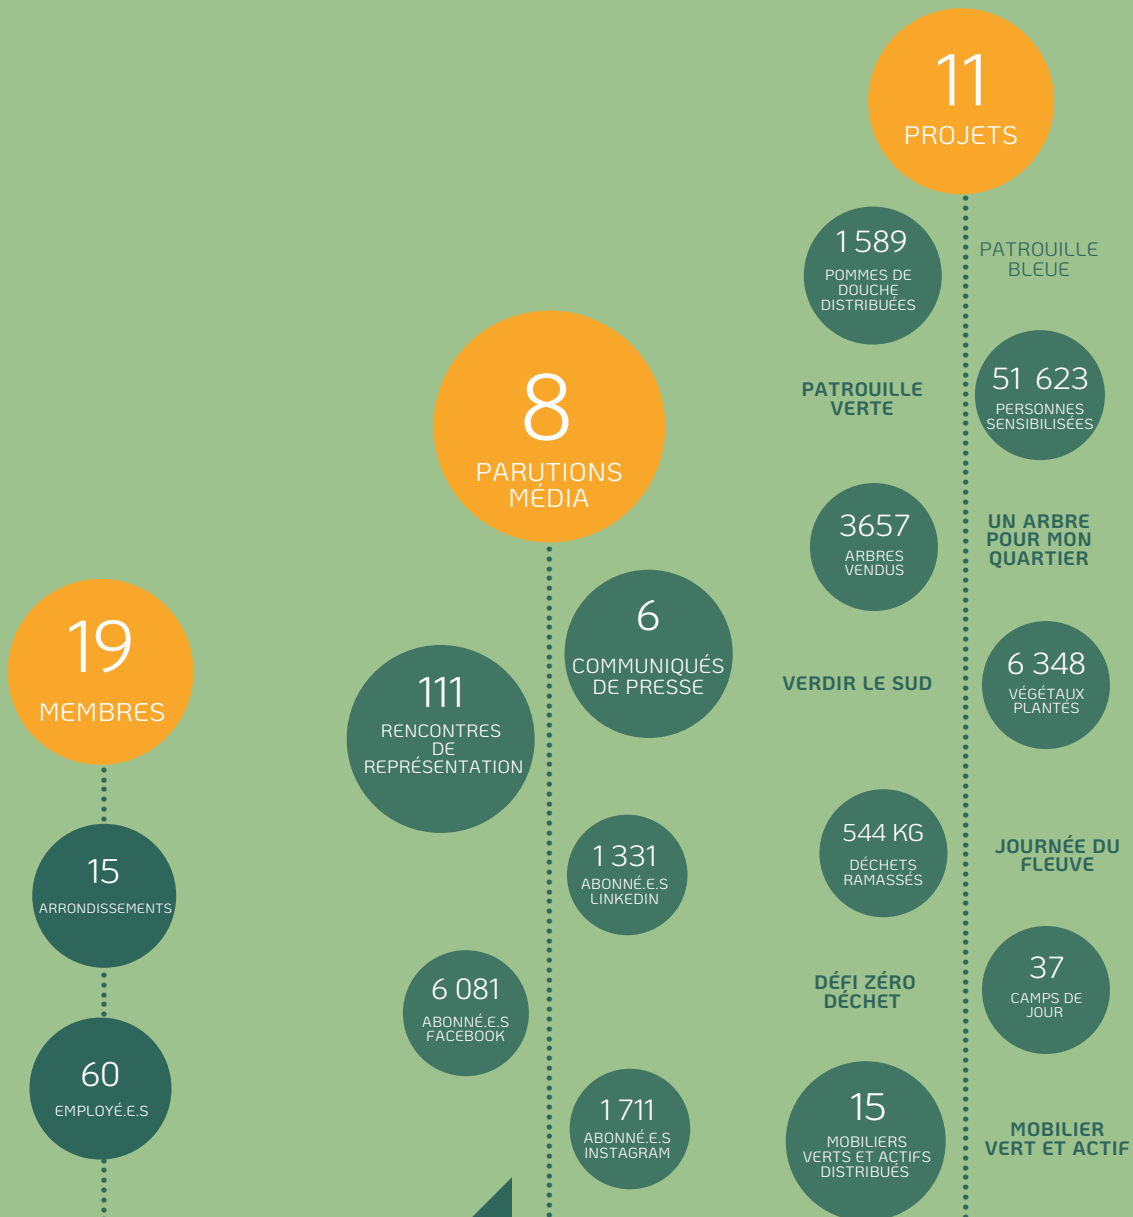 19
MEMBRES
15
ARRONDISSEMENTS
60
EMPLOYÉ.E.S
8
PARUTIONS
MÉDIA
6
COMMUNIQUÉS
DE PRESSE
111
RENCONTRES
DE
REPRÉSENTATION
1 331
ABONNÉ.E.S
LINKEDIN
6 081
ABONNÉ.E.S
FACEBOOK
1 711
ABONNÉ.E.S
INSTAGRAM
11
PROJETS
1 589
POMMES DE
DOUCHE
DISTRIBUÉES
PATROUILLE
BLEUE
PATROUILLE
VERTE
51 623
PERSONNES
SENSIBILISÉES
3657
ARBRES
VENDUS
UN ARBRE
POUR MON
QUARTIER
VERDIR LE SUD
6 348
VÉGÉTAUX
PLANTÉS
544 KG
DÉCHETS
RAMASSÉS
JOURNÉE DU
FLEUVE
DÉFI ZÉRO
DÉCHET
37
CAMPS DE
JOUR
15
MOBILIERS
VERTS ET ACTIFS
DISTRIBUÉS
MOBILIER
VERT ET ACTIF